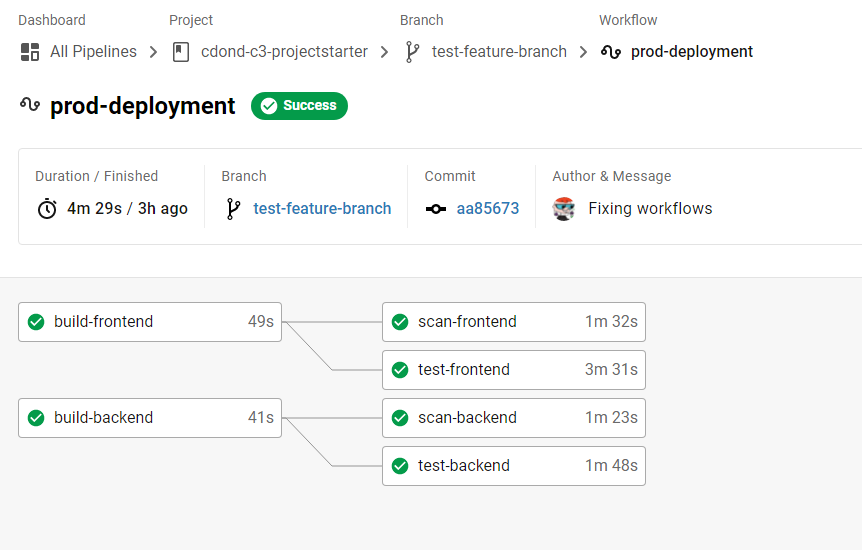 Dashboard Project Branch Workflow
All Pipelines cdond-c3-projectstarter test-feature-branch prod-deployment
prod-deployment Success
Duration / Finished Branch Commit Author & Message
4m 29s / 3h ago test-feature-branch aa85673 Fixing workflows
build-frontend 49s scan-frontend 1m 32s
test-frontend 3m 31s
build-backend 41s scan-backend 1m 23s
test-backend 1m 48s